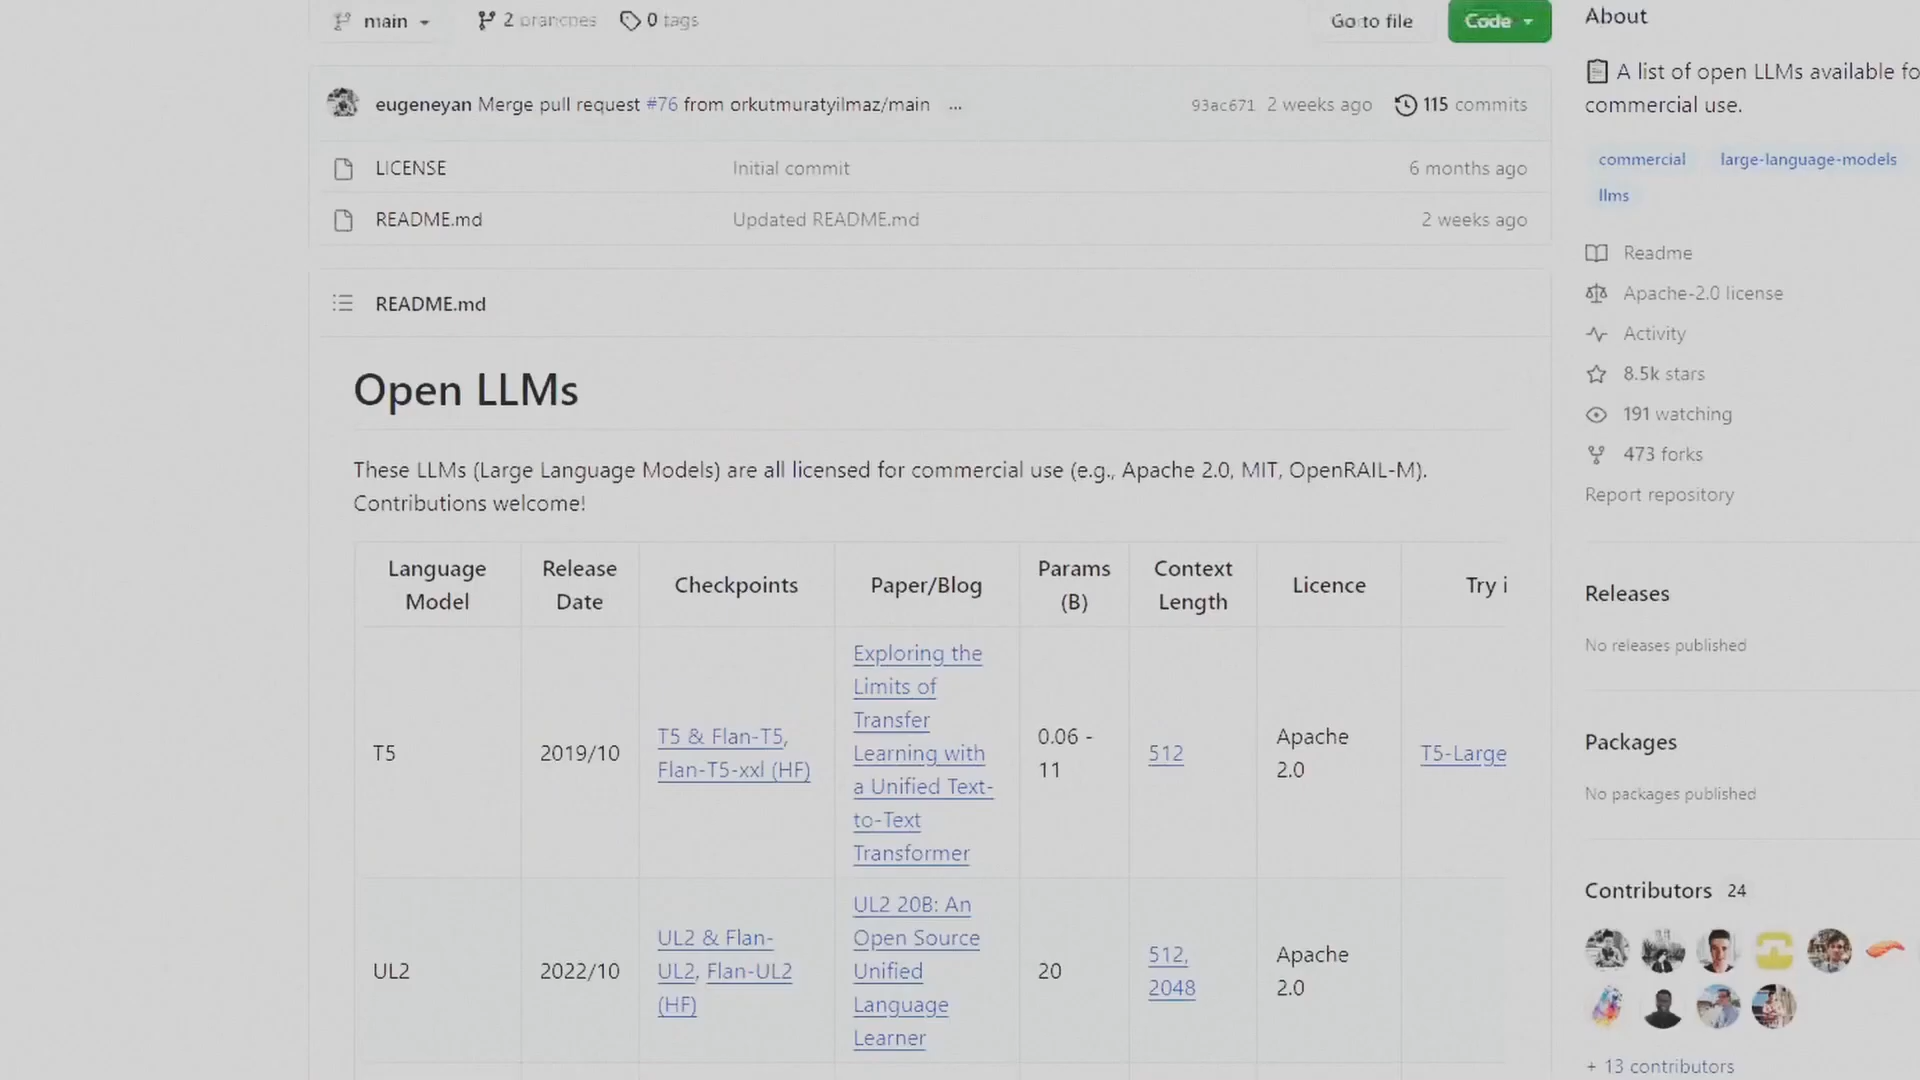 main
2 branches
0 tags
Go to file
Code
eugeneyan Merge pull request #76 from orkutmuratyilmaz/main ...
93ac671 2 weeks ago
115 commits
LICENSE
Initial commit
6 months ago
README.md
Updated README.md
2 weeks ago
README.md
Open LLMs
These LLMs (Large Language Models) are all licensed for commercial use (e.g., Apache 2.0, MIT, OpenRAIL-M).
Contributions welcome!
Language
Model
Release
Date
Checkpoints
Paper/Blog
Params
(B)
Context
Length
Licence
Try i
T5
2019/10
T5 & Flan-T5,
Flan-T5-xxl (HF)
Exploring the
Limits of
Transfer
Learning with
a Unified Text-
to-Text
Transformer
0.06 -
11
512
Apache
2.0
T5-Large
UL2
2022/10
UL2 & Flan-
UL2, Flan-UL2
(HF)
UL2 20B: An
Open Source
Unified
Language
Learner
20
512,
2048
Apache
2.0
About
A list of open LLMs available fo
commercial use.
commercial
large-language-models
llms
Readme
Apache-2.0 license
Activity
8.5k stars
191 watching
473 forks
Report repository
Releases
No releases published
Packages
No packages published
Contributors 24
+ 13 contributors